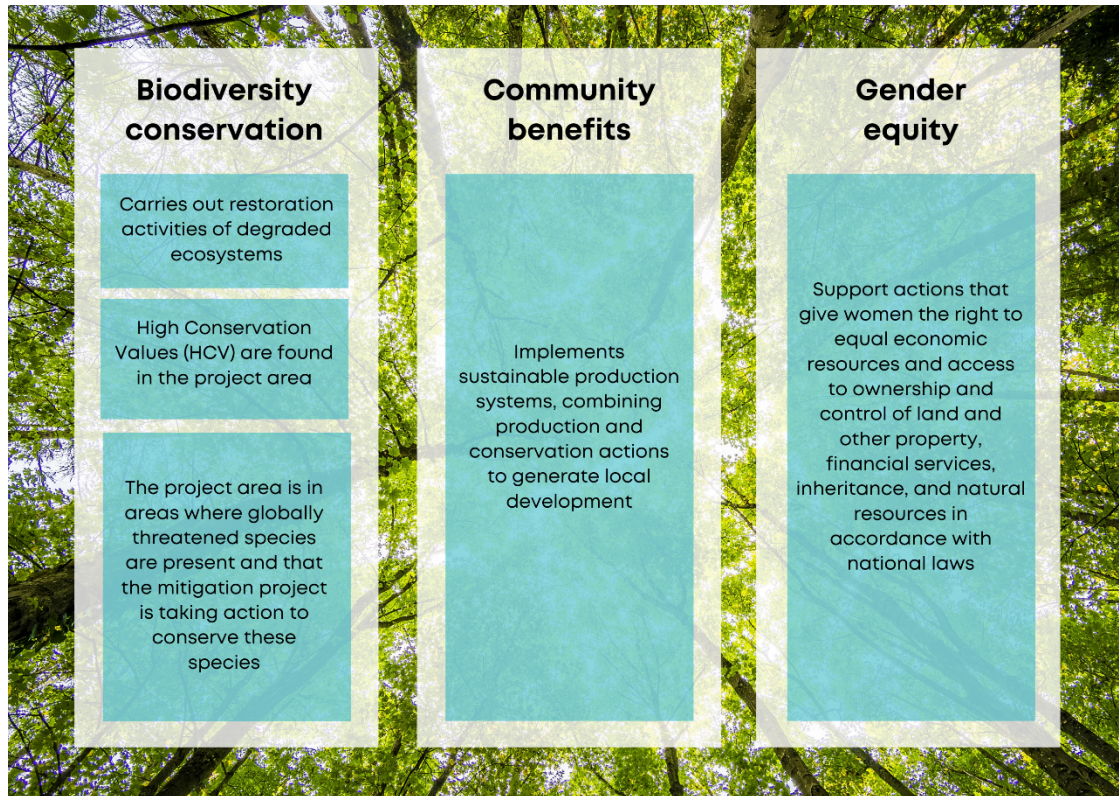 Biodiversity
conservation
Carries out restoration
activities of degraded
ecosystems
High Conservation
Values (HCV) are found
in the project area
The project area is in
areas where globally
threatened species
are present and that
the mitigation project
is taking action to
conserve these
species
Community
benefits
Implements
sustainable production
systems, combining
production and
conservation actions
to generate local
development
Gender
equity
Support actions that
give women the right to
equal economic
resources and access
to ownership and
control of land and
other property,
financial services,
inheritance, and natural
resources in
accordance with
national laws